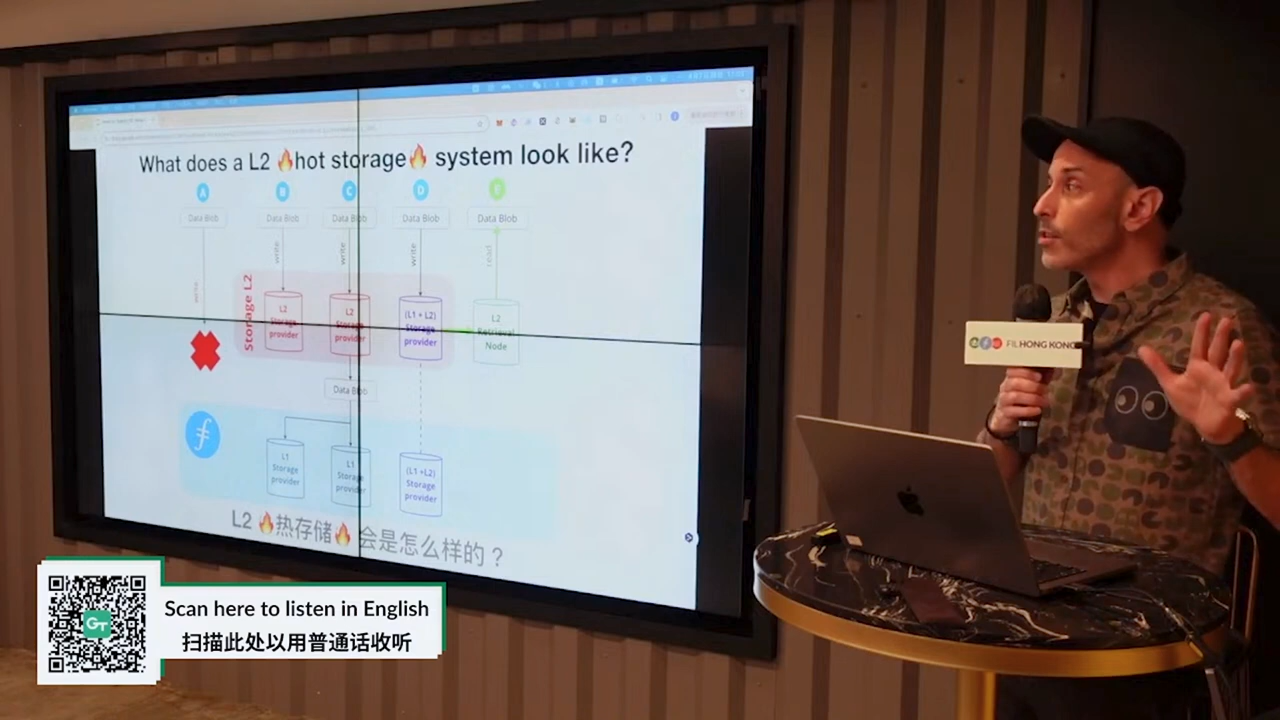 What does a L2 🔥hot storage🔥 system look like?
A
B
C
D
E
Data Blob
Data Blob
Data Blob
Data Blob
Data Blob
write
write
write
write
read
Storage L2
L2
Storage
provider
L2
Storage
provider
(L1 + L2)
Storage
provider
L2
Retrieval
Node
Data Blob
L1
Storage
provider
L1
Storage
provider
(L1 +L2)
Storage
provider
L2 🔥热存储🔥 会是怎么样的？
FIL HONG KONG
GT
Scan here to listen in English
扫描此处以用普通话收听